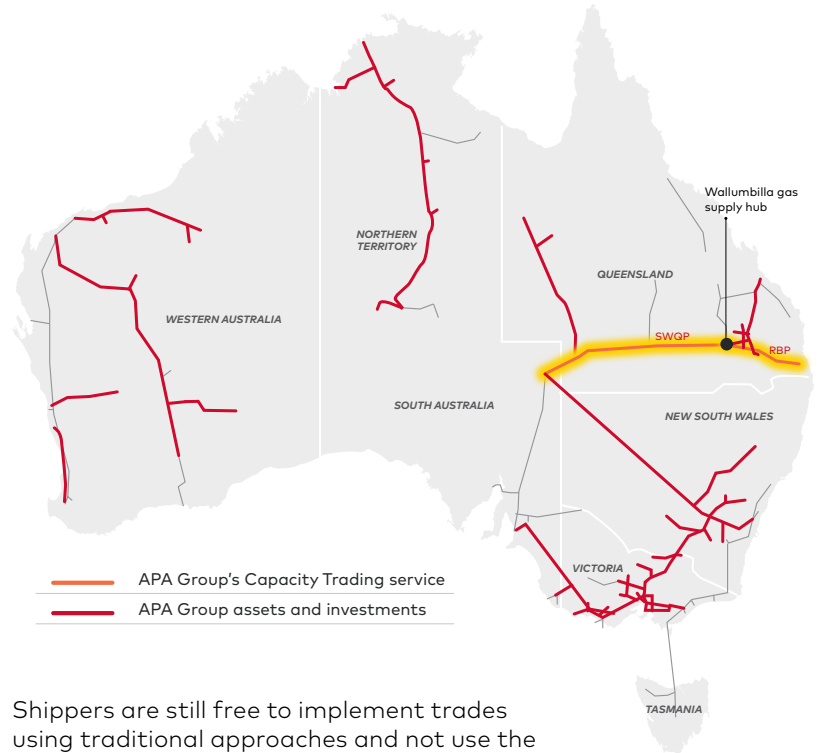 Wallumbilla gas
supply hub
NORTHERN
TERRITORY
QUEENSLAND
WESTERN AUSTRALIA
SWQP
RBP
SOUTH AUSTRALIA
NEW SOUTH WALES
VICTORIA
APA Group's Capacity Trading service
APA Group assets and investments
TASMANIA
Shippers are still free to implement trades
using traditional approaches and not use the